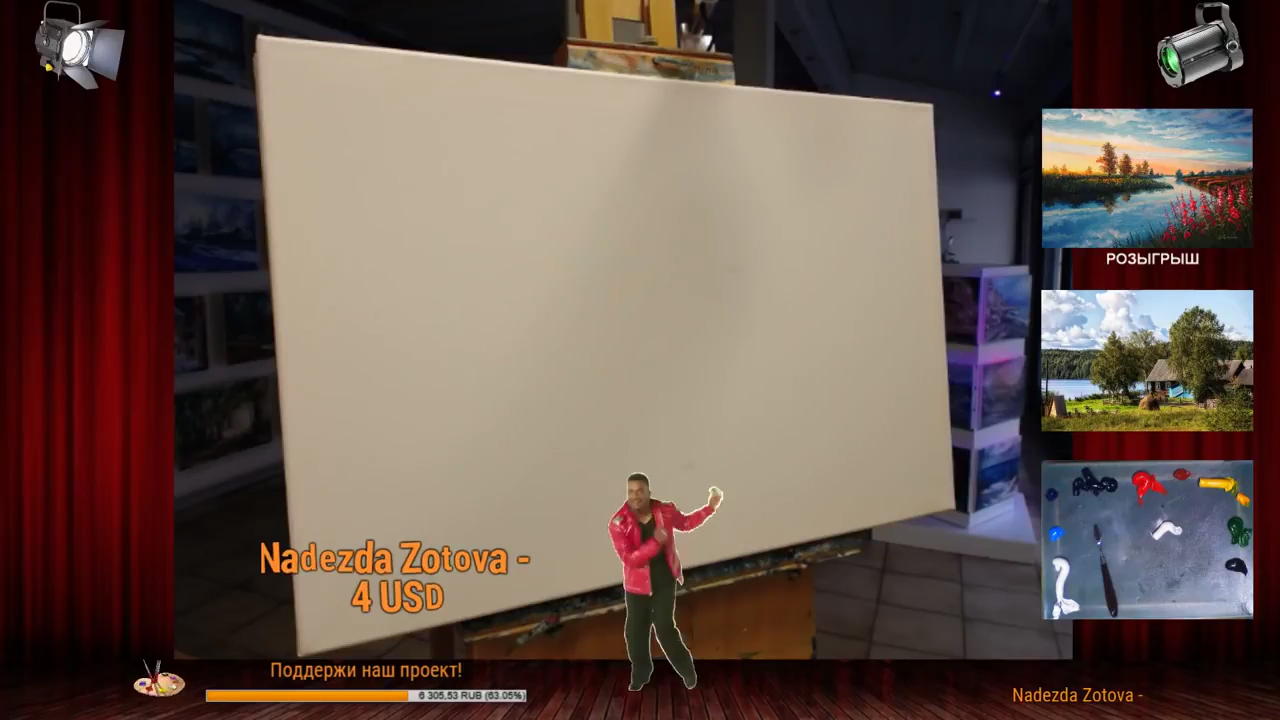 РОЗЫГРЫШ
Nadezda Zotova -
4 USD
Поддержи наш проект!
6 305,53 RUB (63.05%)
Nadezda Zotova -